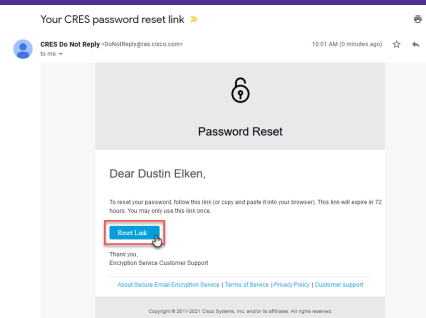 Your CRES password reset link
CRES Do Not Reply <DoNotReply@res.cisco.com>
10:01 AM (0 minutes ago)
to me
Password Reset
Dear Dustin Elken,
To reset your password, follow this link (or copy and paste it into your browser). This link will expire in 72
hours. You may only use this link once.
Reset Link
Thank you,
Encryption Service Customer Support
About Secure Email Encryption Service | Terms of Service | Privacy Policy | Customer support
Copyright © 2011-2021 Cisco Systems, Inc. and/or its affiliates. All rights reserved.